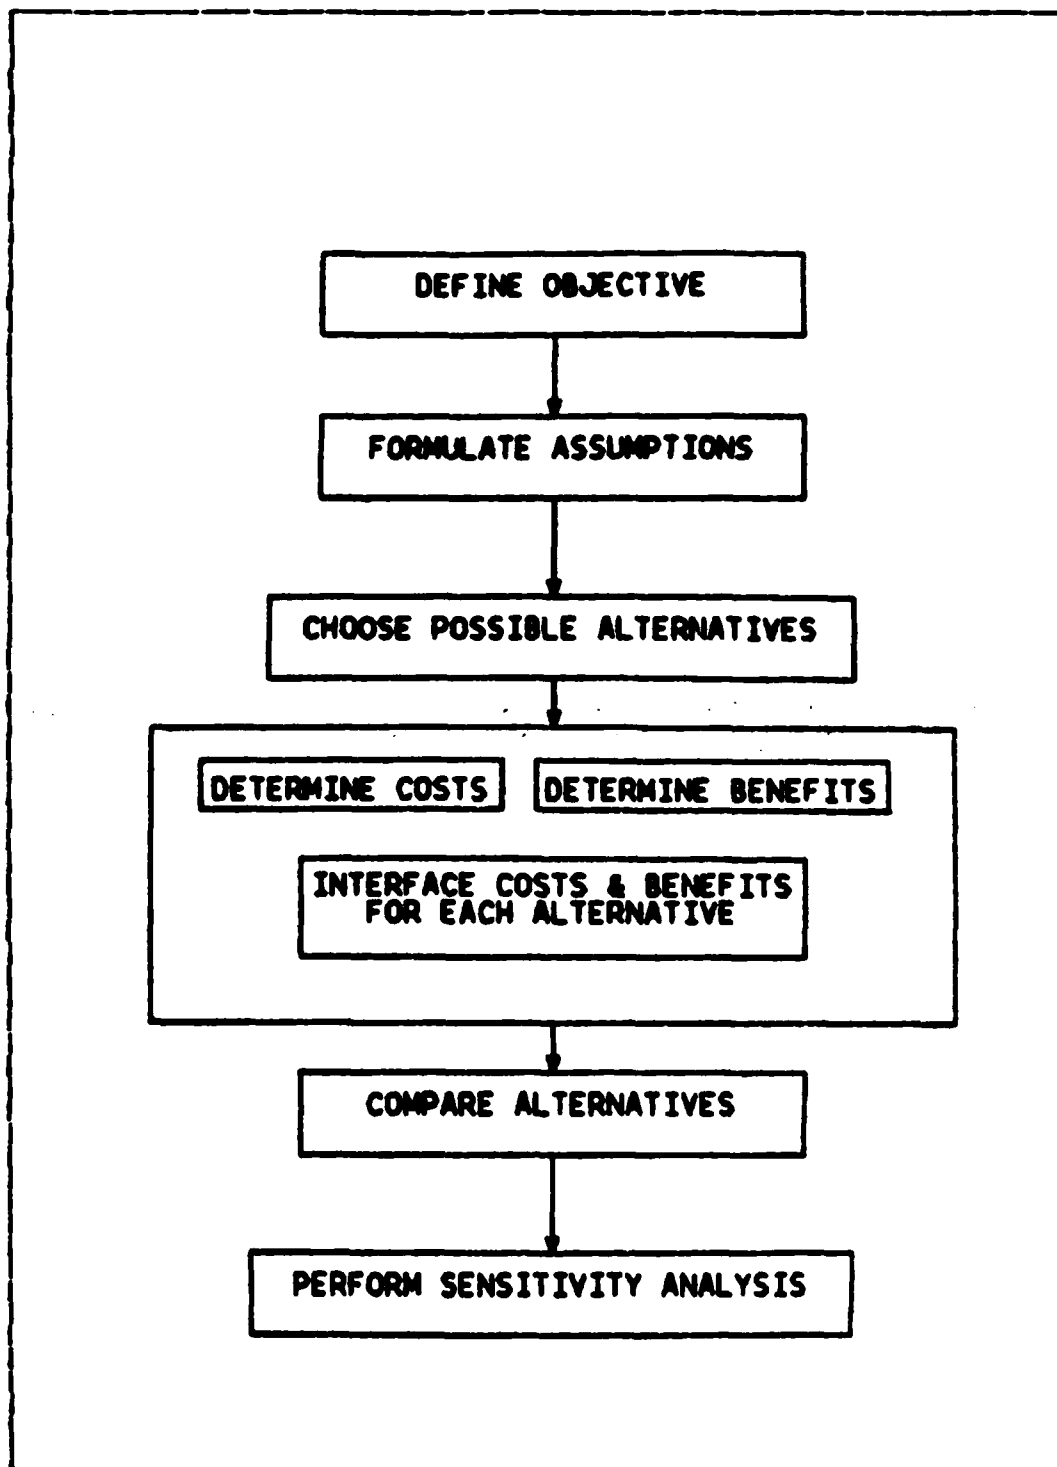 DEFINE OBJECTIVE
FORMULATE ASSUMPTIONS
CHOOSE POSSIBLE ALTERNATIVES
DETERMINE COSTS
DETERMINE BENEFITS
INTERFACE COSTS & BENEFITS
FOR EACH ALTERNATIVE
COMPARE ALTERNATIVES
PERFORM SENSITIVITY ANALYSIS